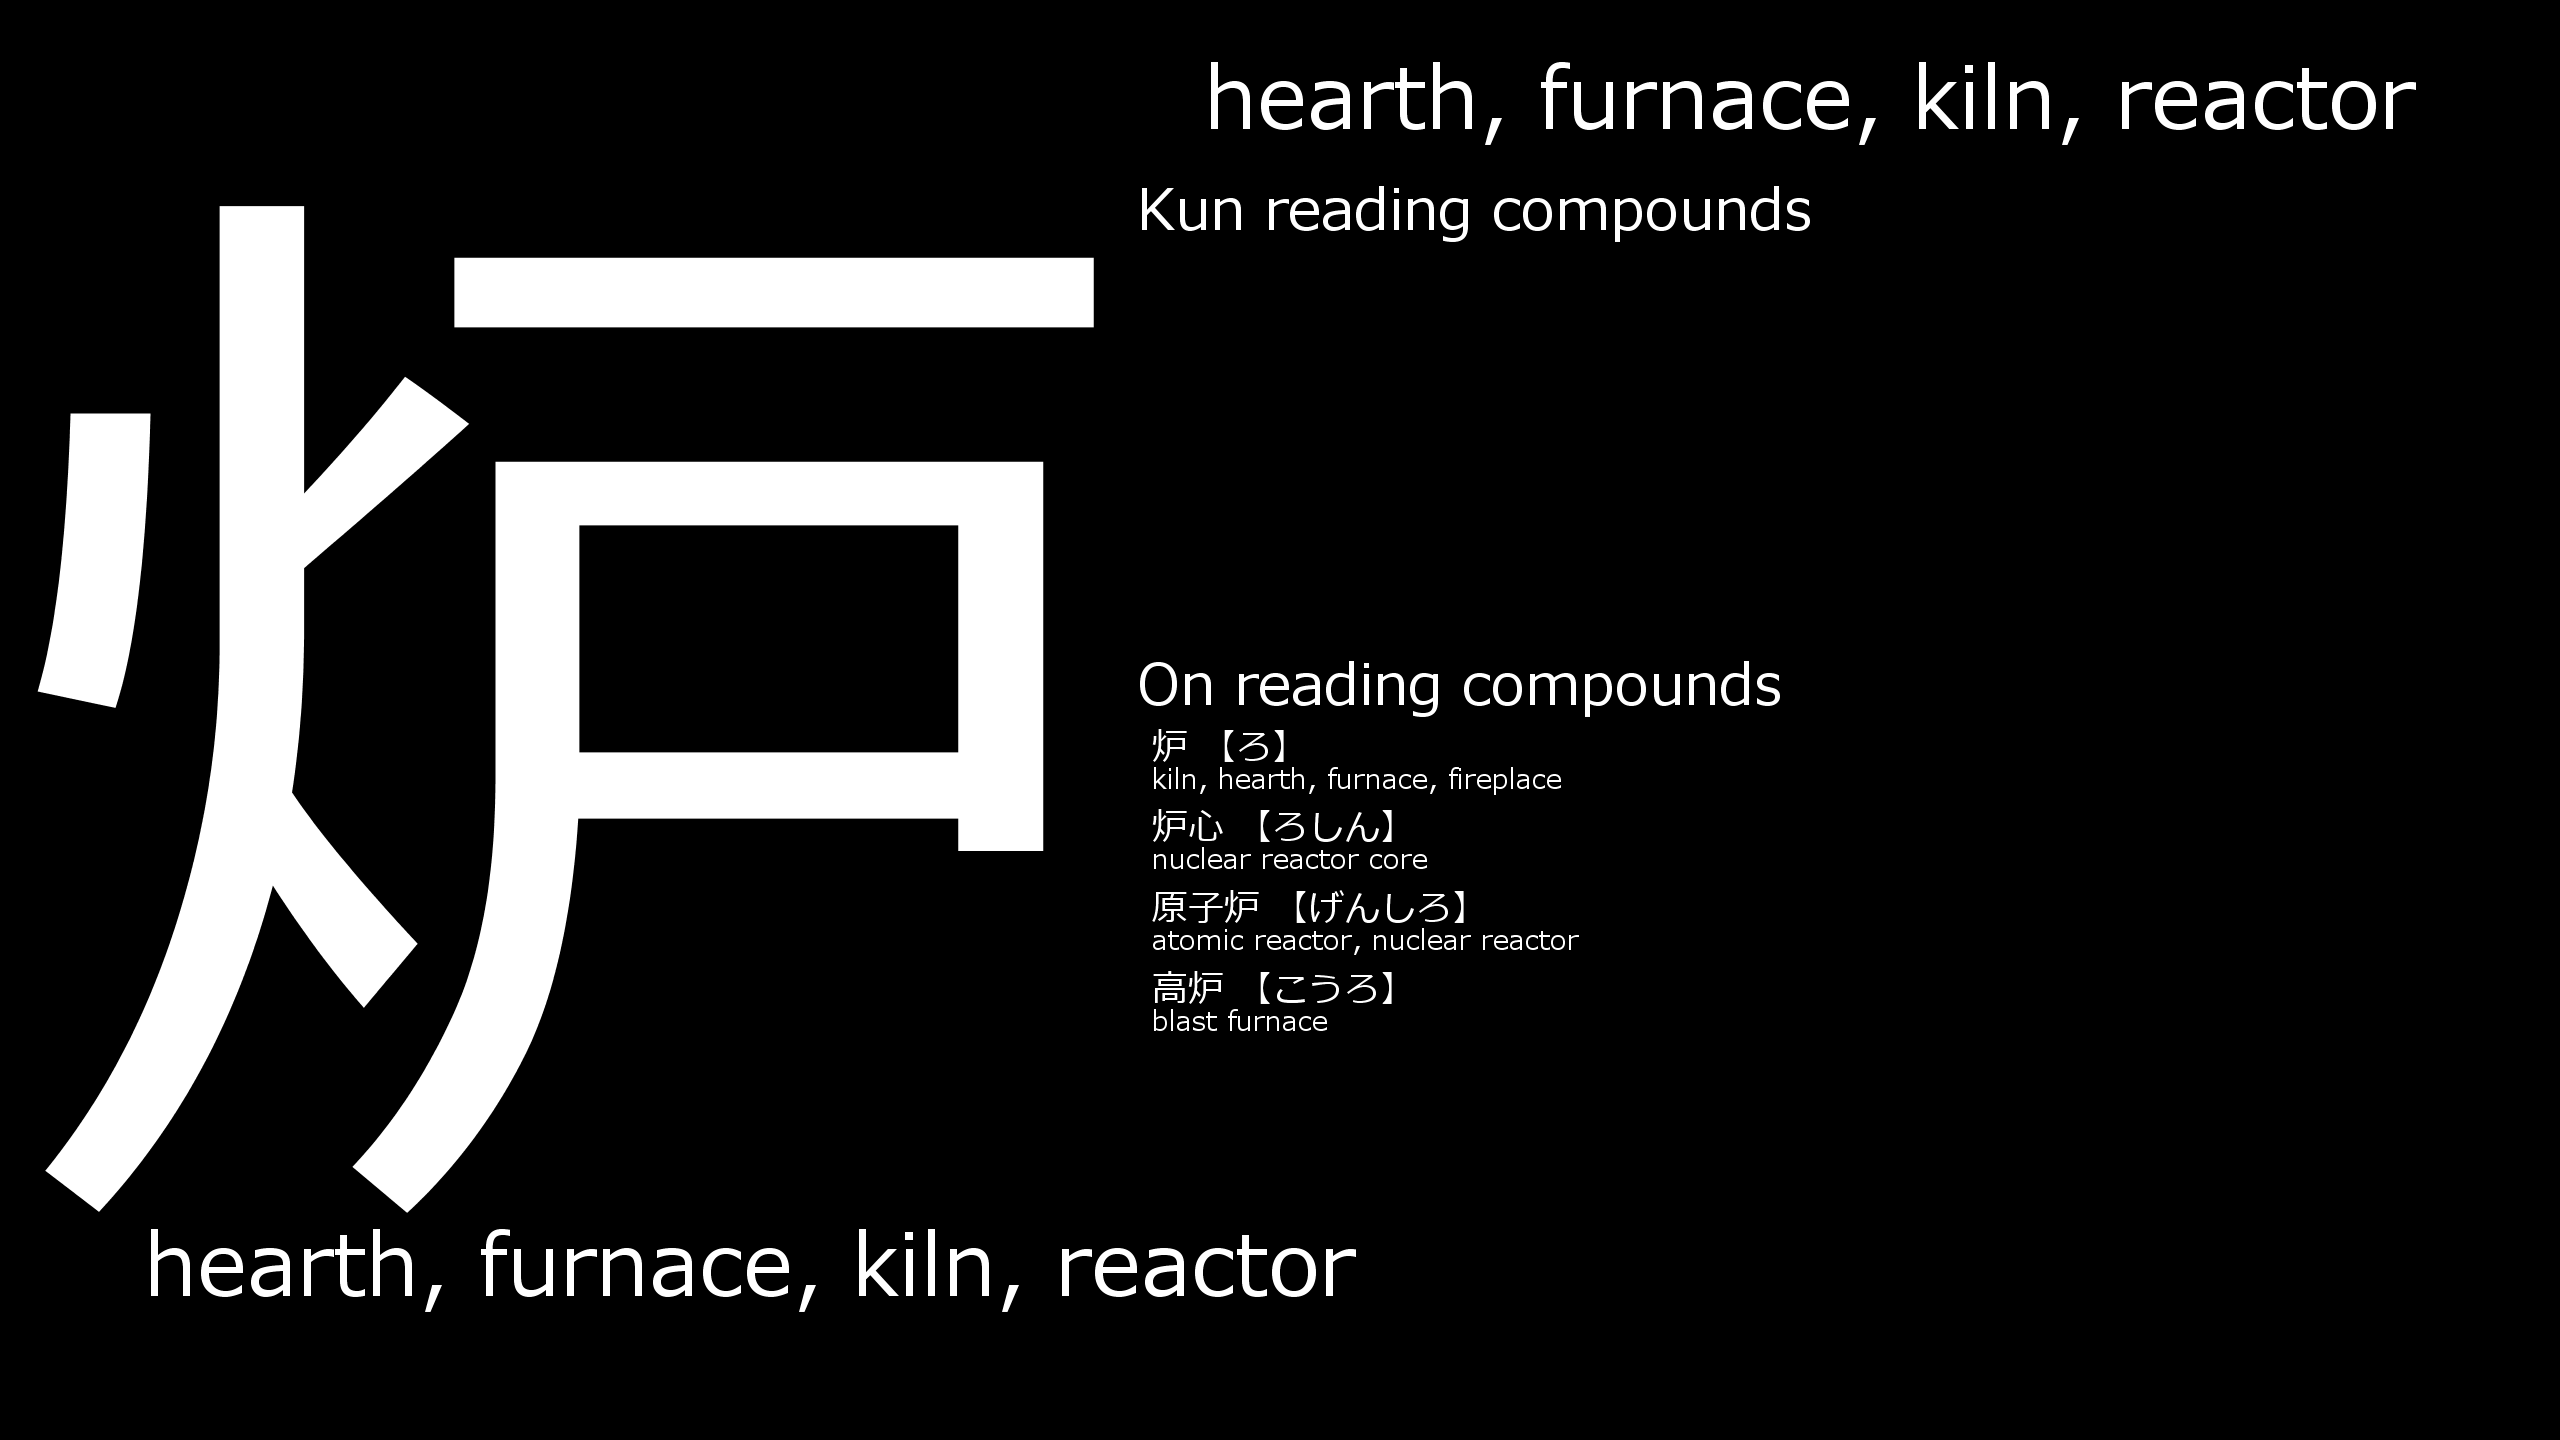 炉
hearth, furnace, kiln, reactor
Kun reading compounds
On reading compounds
炉 【ろ】
kiln, hearth, furnace, fireplace
炉心 【ろしん】
nuclear reactor core
原子炉 【げんしろ】
atomic reactor, nuclear reactor
高炉 【こうろ】
blast furnace
hearth, furnace, kiln, reactor